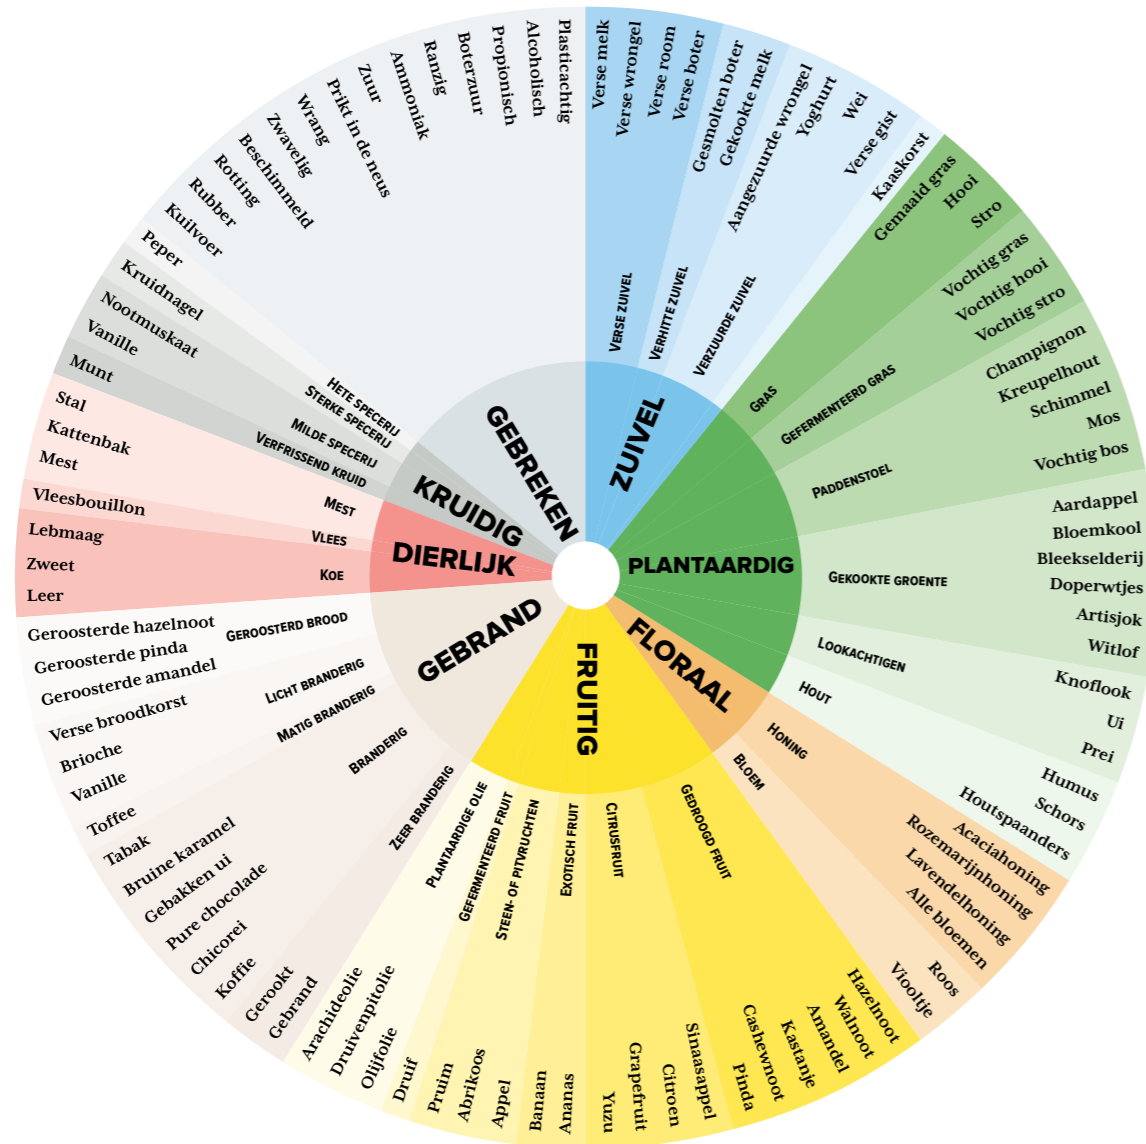 ZUIVEL
VERSE ZUIVEL
Verse melk
Verse wrongel
Verse room
Verse boter
VERHITTE ZUIVEL
Gesmolten boter
Gekookte melk
VERZUURDE ZUIVEL
Aangezuurde wrongel
Yoghurt
Wei
Verse gist
Kaaskorst
PLANTAARDIG
GRAS
Gemaaid gras
Hooi
Stro
GEFERMENTEERD GRAS
Vochtig gras
Vochtig hooi
Vochtig stro
PADDENSTOEL
Champignon
Kreupelhout
Schimmel
Mos
Vochtig bos
GEKOOKTE GROENTE
Aardappel
Bloemkool
Bleekselderij
Doperwtjes
Artisjok
Witlof
LOOKACHTIGEN
Knoflook
Ui
Prei
HOUT
Humus
Schors
Houtspaanders
FLORAAL
HONING
Acaciahoning
Rozemarijnhoning
Lavendelhoning
Alle bloemen
BLOEM
Roos
Viooltje
FRUITIG
GEDROOGD FRUIT
Hazelnoot
Walnoot
Amandel
Kastanje
Cashewnoot
Pinda
CITRUSFRUIT
Sinaasappel
Citroen
Grapefruit
Yuzu
EXOTISCH FRUIT
Ananas
Banaan
STEEN- OF PITVRUCHTEN
Appel
Abrikoos
Pruim
GEFERMENTEERD FRUIT
Druif
PLANTAARDIGE OLIE
Olijfolie
Druivenpitolie
Arachideolie
GEBRAND
ZEER BRANDERIG
Gebrand
Gerookt
BRANDERIG
Koffie
Chicorei
Pure chocolade
Gebakken ui
Bruine karamel
Tabak
MATIG BRANDERIG
Toffee
LICHT BRANDERIG
Vanille
Brioche
Verse broodkorst
GEROOSTERD BROOD
Geroosterde amandel
Geroosterde pinda
Geroosterde hazelnoot
DIERLIJK
KOE
Leer
Zweet
Lebmaag
VLEES
Vleesbouillon
MEST
Mest
Kattenbak
Stal
KRUIDIG
VERFRISSEND KRUID
Munt
MILDE SPECERIJ
Vanille
Nootmuskaat
STERKE SPECERIJ
Kruidnagel
HETE SPECERIJ
Peper
GEBREKEN
Kuilvoer
Rubber
Rotting
Beschimmeld
Zwavelig
Wrang
Prikt in de neus
Zuur
Ammoniak
Ranzig
Boterzuur
Propionisch
Alcoholisch
Plasticachtig